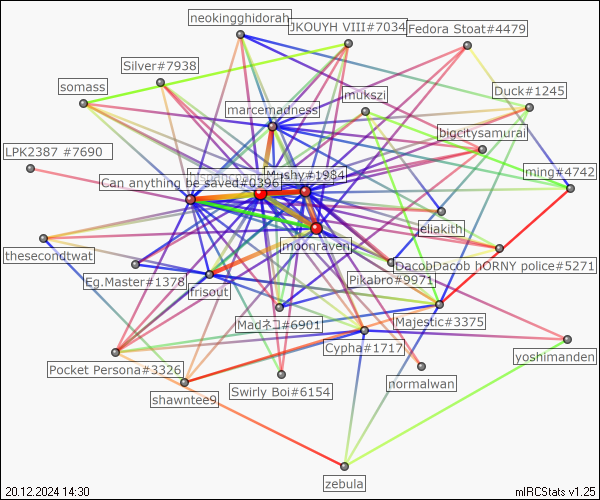 neokingghidorah
JKOUYH VIII#7034
Fedora Stoat#4479
Silver#7938
somass
mukszi
Duck#1245
marcemadness
bigcitysamurai
LPK2387 #7690
ming#4742
Mushy#1984
Can anything be saved#0396
eliakith
moonraven
thesecondtwat
DacobDacob hORNY police#5271
Eg.Master#1378
Pikabro#9971
frisout
Madネコ#6901
Majestic#3375
Cypha#1717
yoshimanden
Pocket Persona#3326
normalwan
Swirly Boi#6154
shawntee9
zebula
20.12.2024 14:30
mIRCStats v1.25